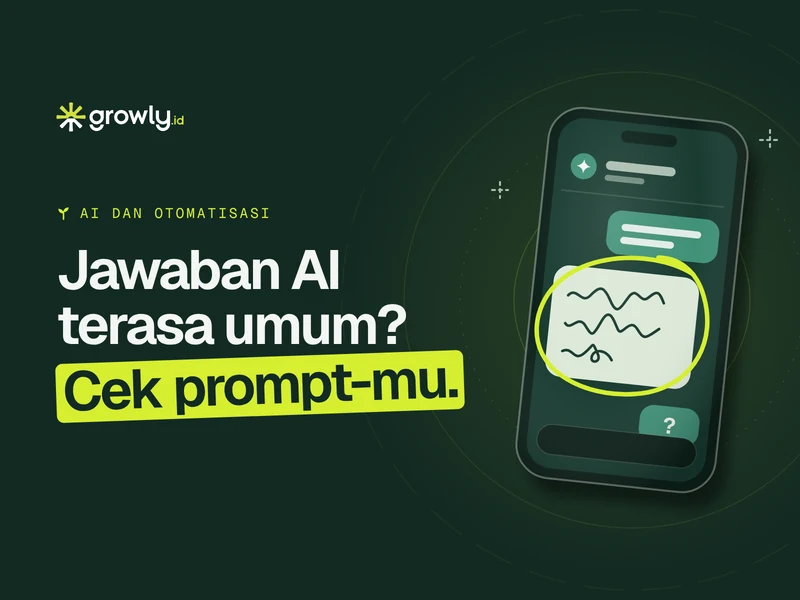 growly.id
AI DAN OTOMATISASI
Jawaban AI
terasa umum?
Cek prompt-mu.
?